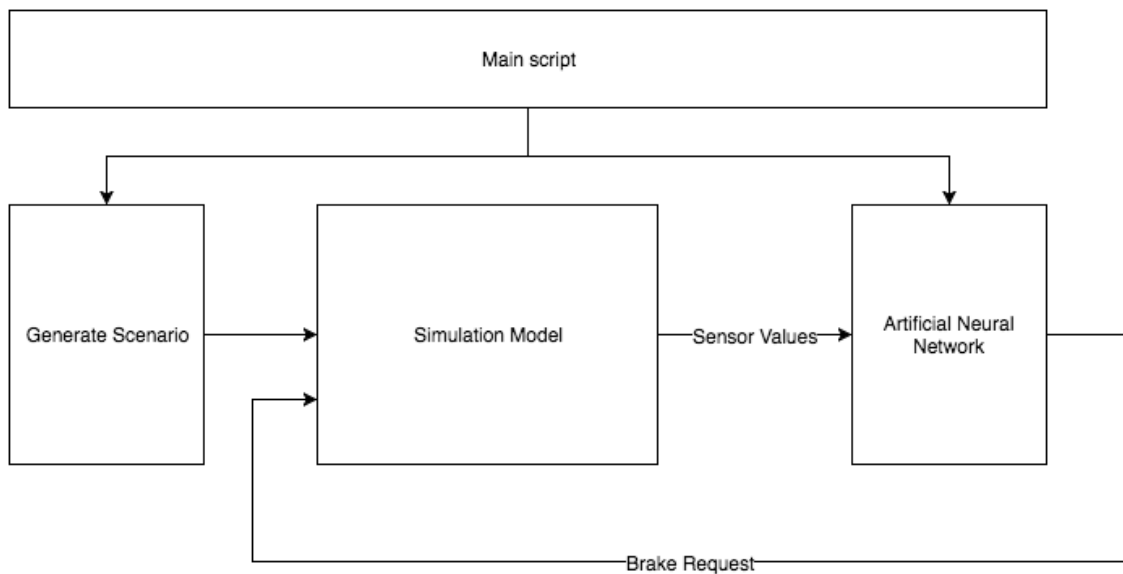 Main script
Generate Scenario
Simulation Model
Sensor Values
Artificial Neural
Network
Brake Request